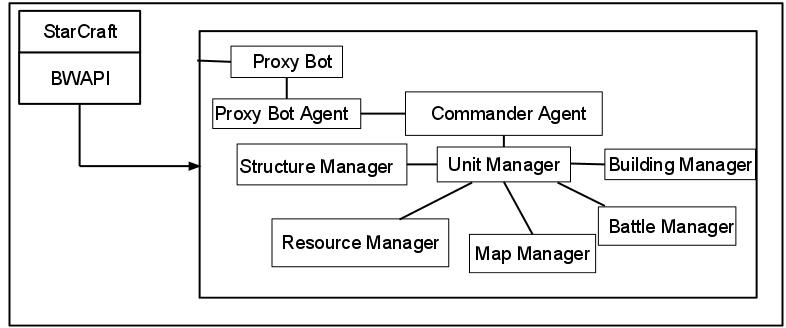 StarCraft
BWAPI
Proxy Bot
Proxy Bot Agent
Commander Agent
Structure Manager
Unit Manager
Building Manager
Resource Manager
Map Manager
Battle Manager